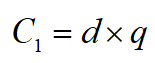 C₁ = d × q